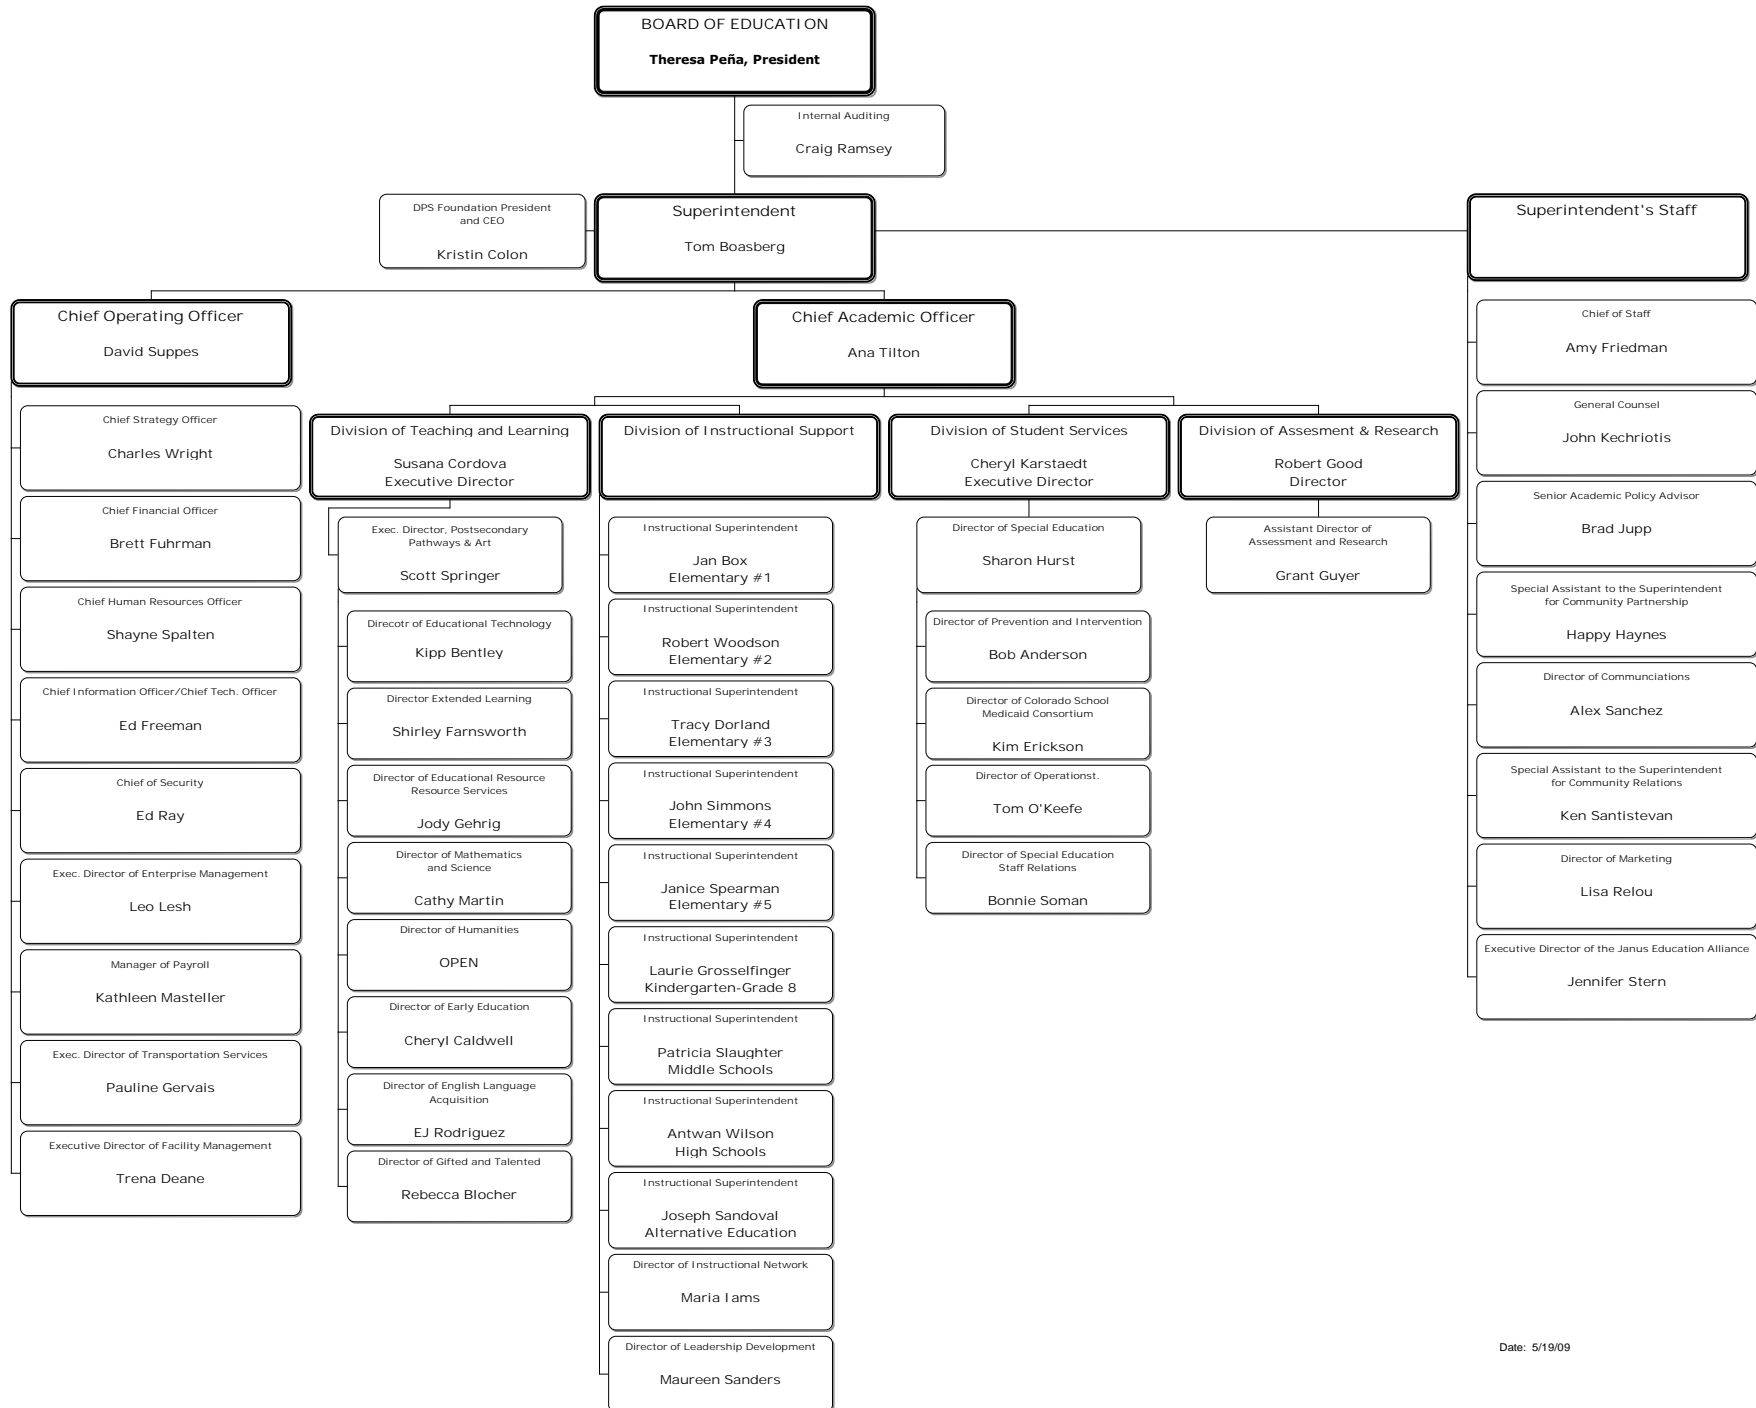 BOARD OF EDUCATION
Theresa Peña, President
Internal Auditing
Craig Ramsey
DPS Foundation President
and CEO
Kristin Colon
Superintendent
Tom Boasberg
Superintendent's Staff
Chief Operating Officer
David Suppes
Chief Academic Officer
Ana Tilton
Chief Strategy Officer
Charles Wright
Chief Financial Officer
Brett Fuhrman
Chief Human Resources Officer
Shayne Spalten
Chief Information Officer/Chief Tech. Officer
Ed Freeman
Chief of Security
Ed Ray
Exec. Director of Enterprise Management
Leo Lesh
Manager of Payroll
Kathleen Masteller
Exec. Director of Transportation Services
Pauline Gervais
Executive Director of Facility Management
Trena Deane
Division of Teaching and Learning
Susana Cordova
Executive Director
Exec. Director, Postsecondary
Pathways & Art
Scott Springer
Direcotr of Educational Technology
Kipp Bentley
Director Extended Learning
Shirley Farnsworth
Director of Educational Resource
Resource Services
Jody Gehrig
Director of Mathematics
and Science
Cathy Martin
Director of Humanities
OPEN
Director of Early Education
Cheryl Caldwell
Director of English Language
Acquisition
EJ Rodriguez
Director of Gifted and Talented
Rebecca Blocher
Division of Instructional Support
Instructional Superintendent
Jan Box
Elementary #1
Instructional Superintendent
Robert Woodson
Elementary #2
Instructional Superintendent
Tracy Dorland
Elementary #3
Instructional Superintendent
John Simmons
Elementary #4
Instructional Superintendent
Janice Spearman
Elementary #5
Instructional Superintendent
Laurie Grosselfinger
Kindergarten-Grade 8
Instructional Superintendent
Patricia Slaughter
Middle Schools
Instructional Superintendent
Antwan Wilson
High Schools
Instructional Superintendent
Joseph Sandoval
Alternative Education
Director of Instructional Network
Maria Iams
Director of Leadership Development
Maureen Sanders
Division of Student Services
Cheryl Karstaedt
Executive Director
Director of Special Education
Sharon Hurst
Director of Prevention and Intervention
Bob Anderson
Director of Colorado School
Medicaid Consortium
Kim Erickson
Director of Operationst.
Tom O'Keefe
Director of Special Education
Staff Relations
Bonnie Soman
Division of Assesment & Research
Robert Good
Director
Assistant Director of
Assessment and Research
Grant Guyer
Chief of Staff
Amy Friedman
General Counsel
John Kechriotis
Senior Academic Policy Advisor
Brad Jupp
Special Assistant to the Superintendent
for Community Partnership
Happy Haynes
Director of Communciations
Alex Sanchez
Special Assistant to the Superintendent
for Community Relations
Ken Santistevan
Director of Marketing
Lisa Relou
Executive Director of the Janus Education Alliance
Jennifer Stern
Date: 5/19/09